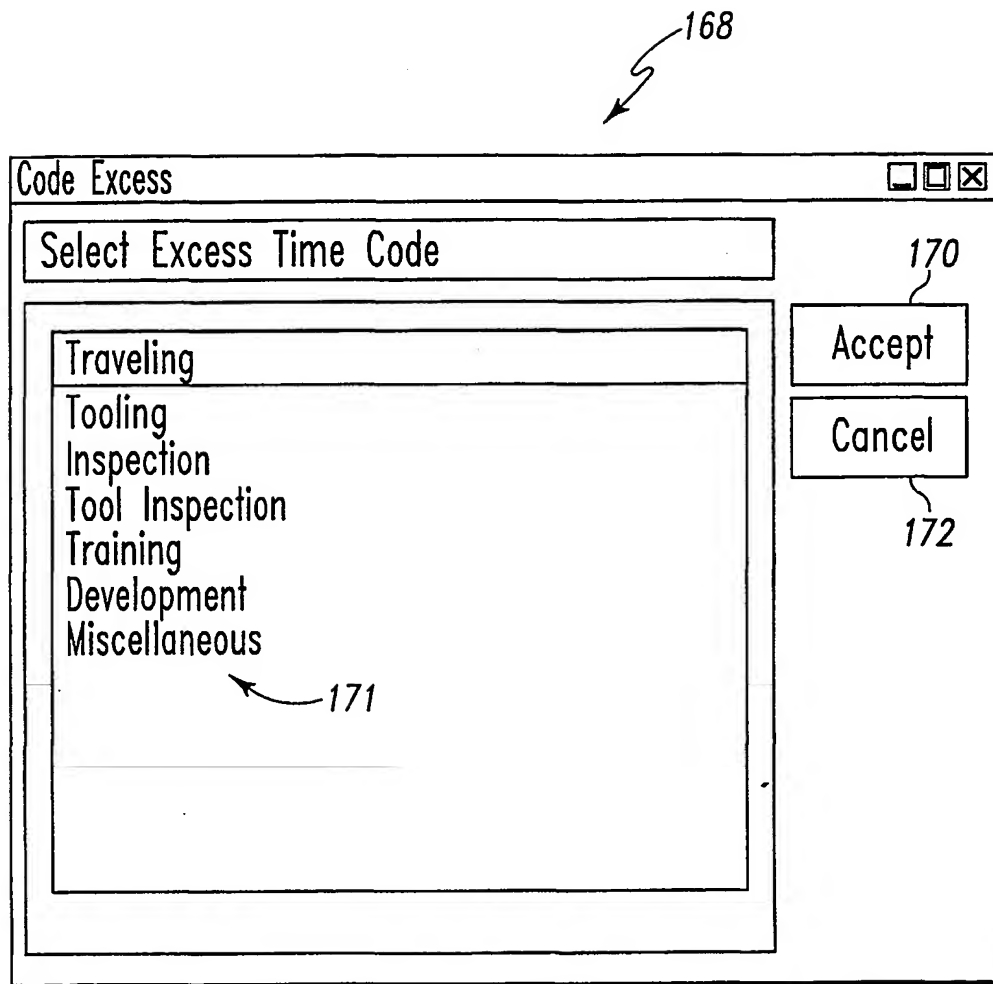 168
Code Excess
Select Excess Time Code
170
Traveling
Accept
Tooling
Cancel
Inspection
Tool Inspection
172
Training
Development
Miscellaneous
171